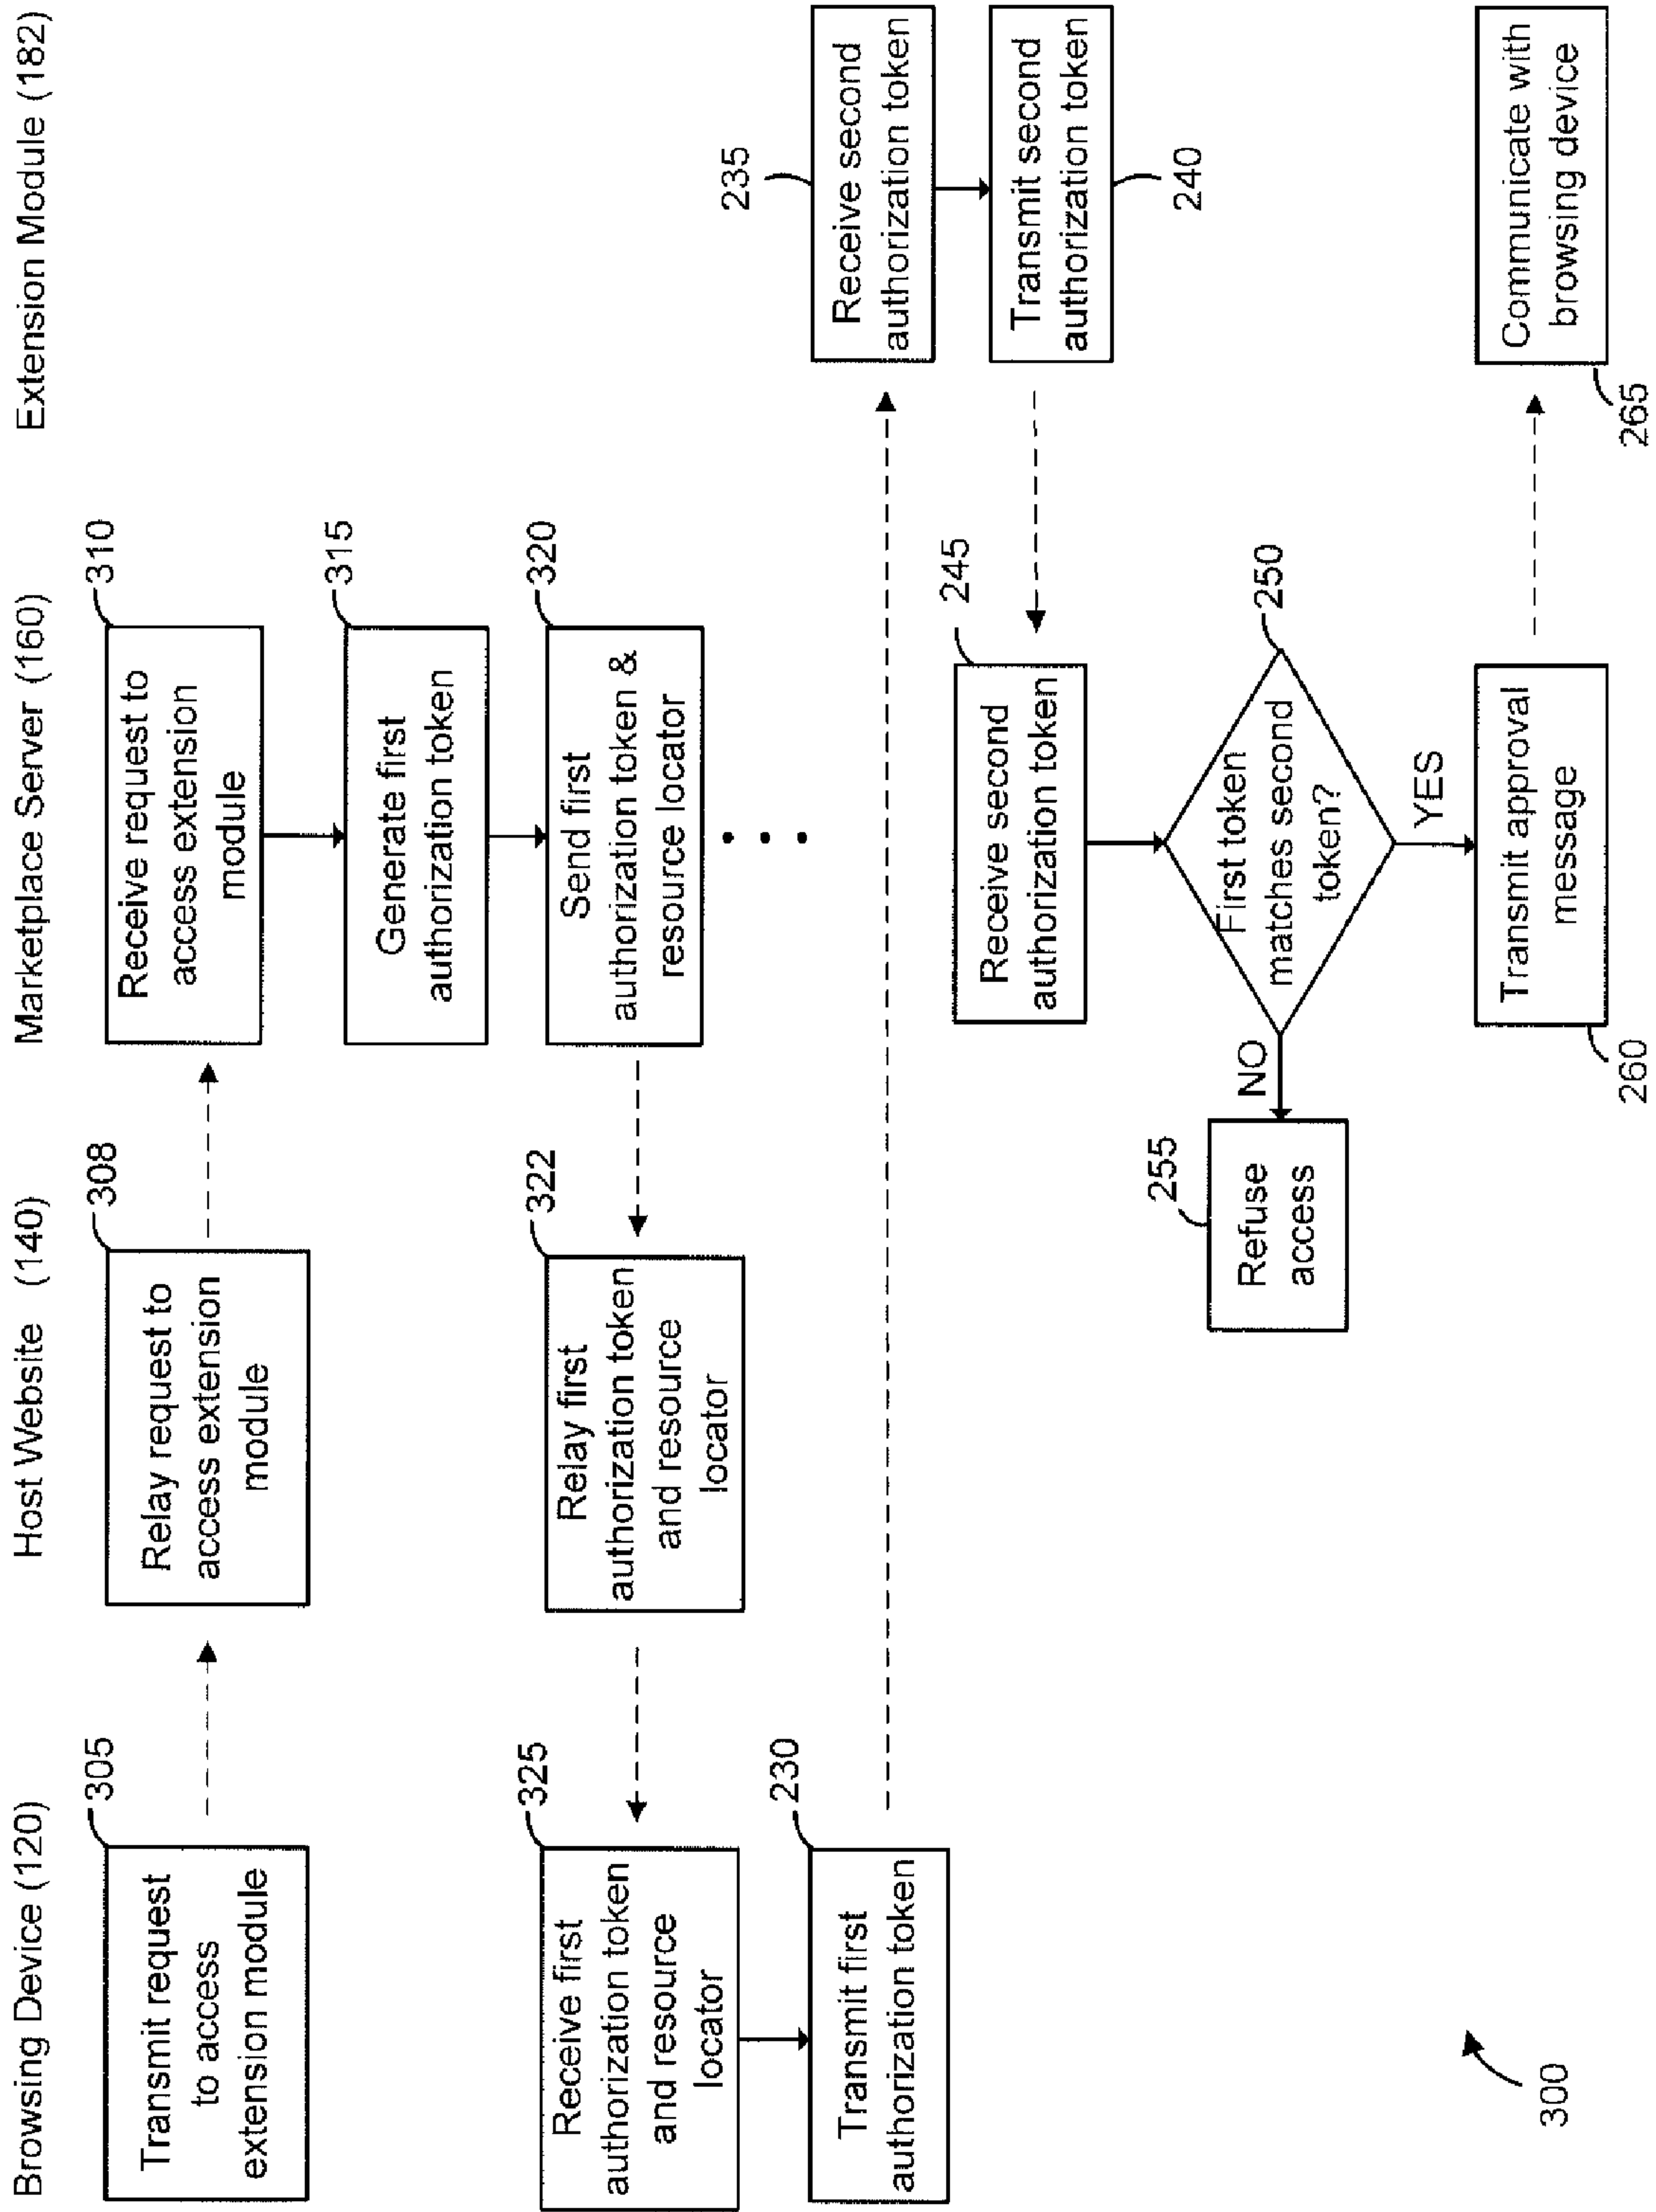 Browsing Device (120)
Host Website (140)
Marketplace Server (160)
Extension Module (182)
305
Transmit request
to access
extension module
308
Relay request to
access extension
module
310
Receive request to
access extension
module
315
Generate first
authorization token
320
Send first
authorization token &
resource locator
322
Relay first
authorization token
and resource
locator
325
Receive first
authorization token
and resource
locator
230
Transmit first
authorization token
235
Receive second
authorization token
Transmit second
authorization token
240
245
Receive second
authorization token
250
First token
matches second
token?
NO
255
Refuse
access
YES
Transmit approval
message
260
Communicate with
browsing device
265
300